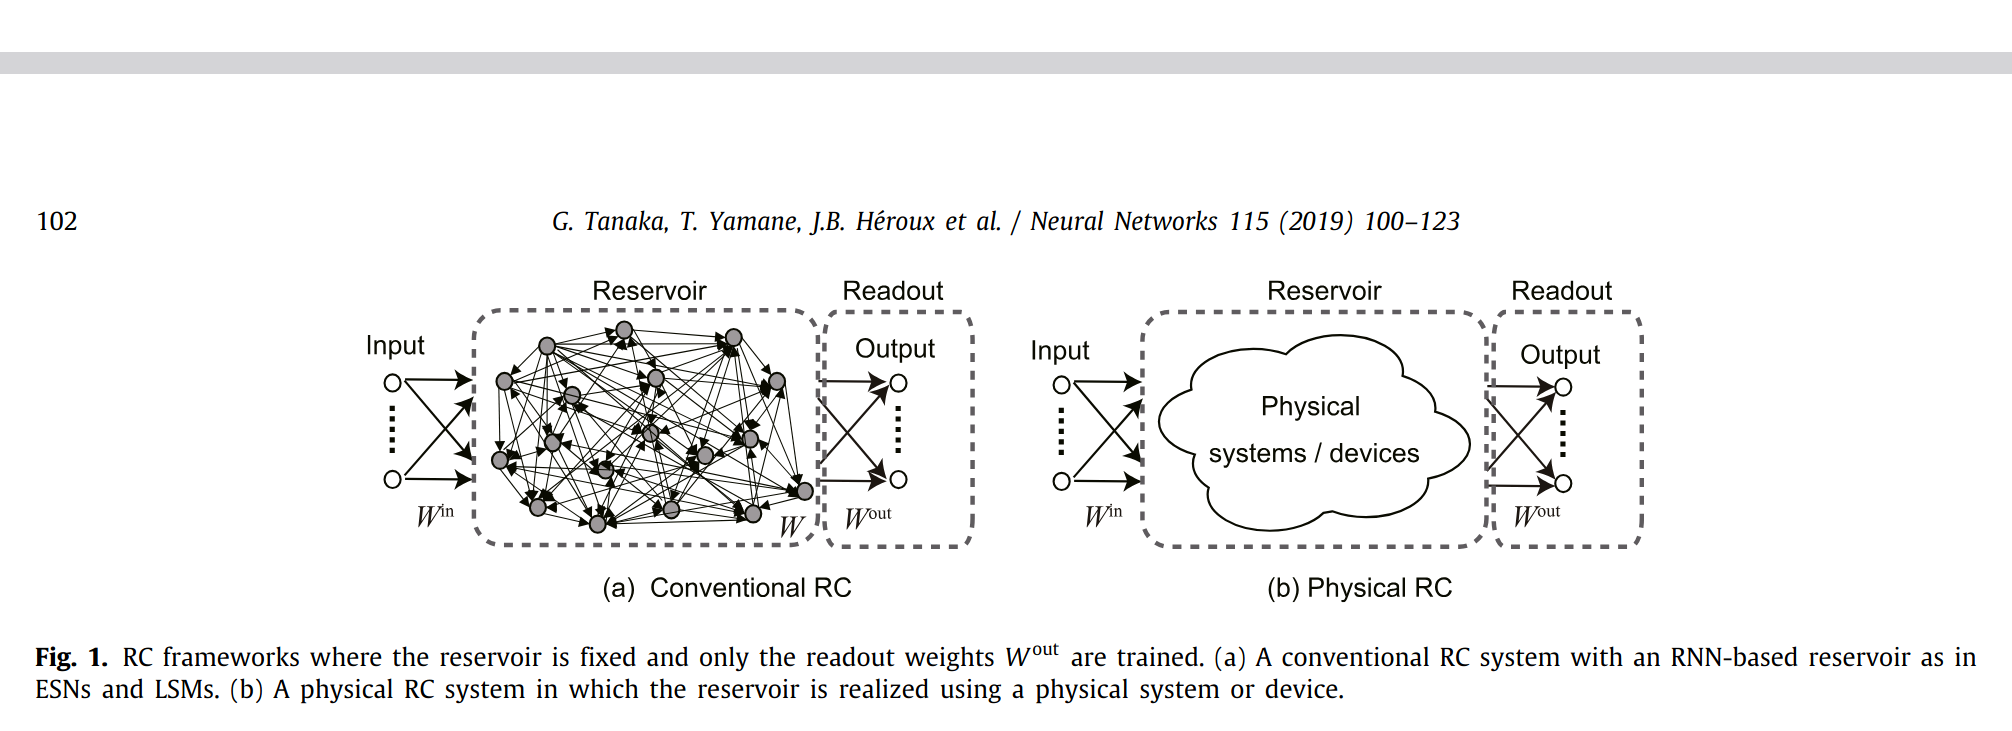 102
G. Tanaka, T. Yamane, J.B. Héroux et al. / Neural Networks 115 (2019) 100–123
Reservoir
Readout
Input
Output
W^in
W
W^out
(a) Conventional RC
Reservoir
Readout
Input
Output
Physical
systems / devices
W^in
W^out
(b) Physical RC
Fig. 1. RC frameworks where the reservoir is fixed and only the readout weights W^out are trained. (a) A conventional RC system with an RNN-based reservoir as in
ESNs and LSMs. (b) A physical RC system in which the reservoir is realized using a physical system or device.